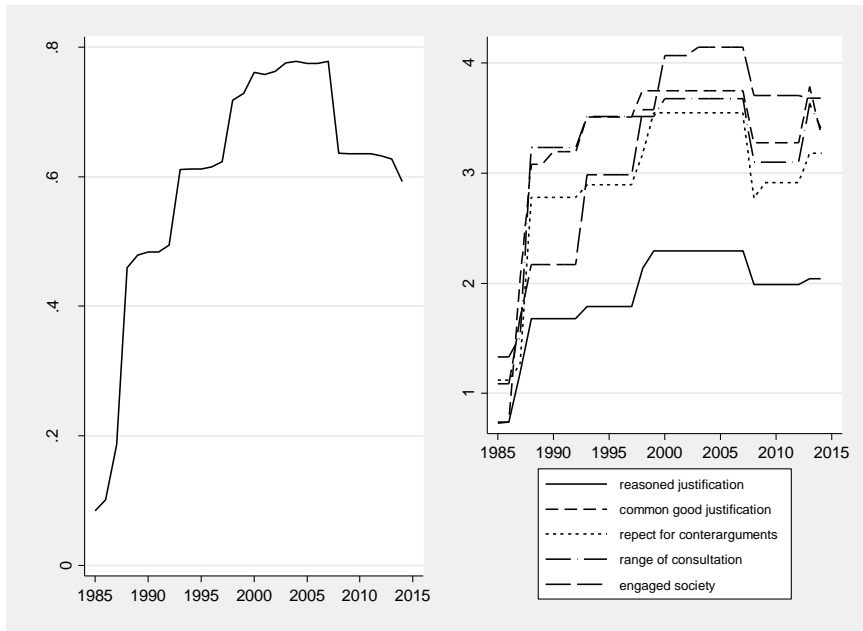 .8
.6
.4
.2
0
1985 1990 1995 2000 2005 2010 2015
4
3
2
1
1985 1990 1995 2000 2005 2010 2015
reasoned justification
common good justification
repect for conterarguments
range of consultation
engaged society